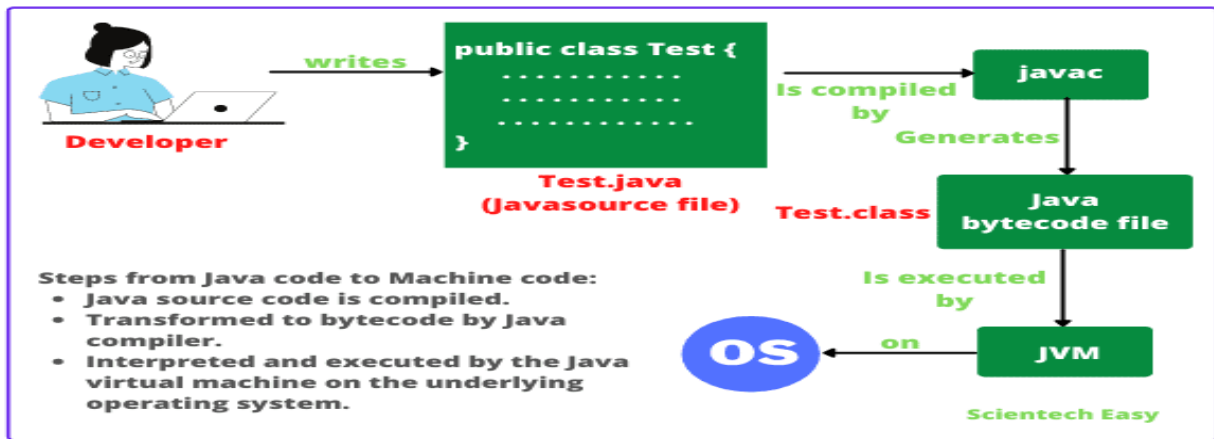 writes
public class Test {
. . . . . . . . . . .
. . . . . . . . . . .
. . . . . . . . . . . .
}
Developer
Test.java
(Javasource file)
Is compiled
by
javac
Generates
Test.class
Java
bytecode file
Is executed
by
JVM
on
OS
Steps from Java code to Machine code:
• Java source code is compiled.
• Transformed to bytecode by Java
compiler.
• Interpreted and executed by the Java
virtual machine on the underlying
operating system.
Scientech Easy